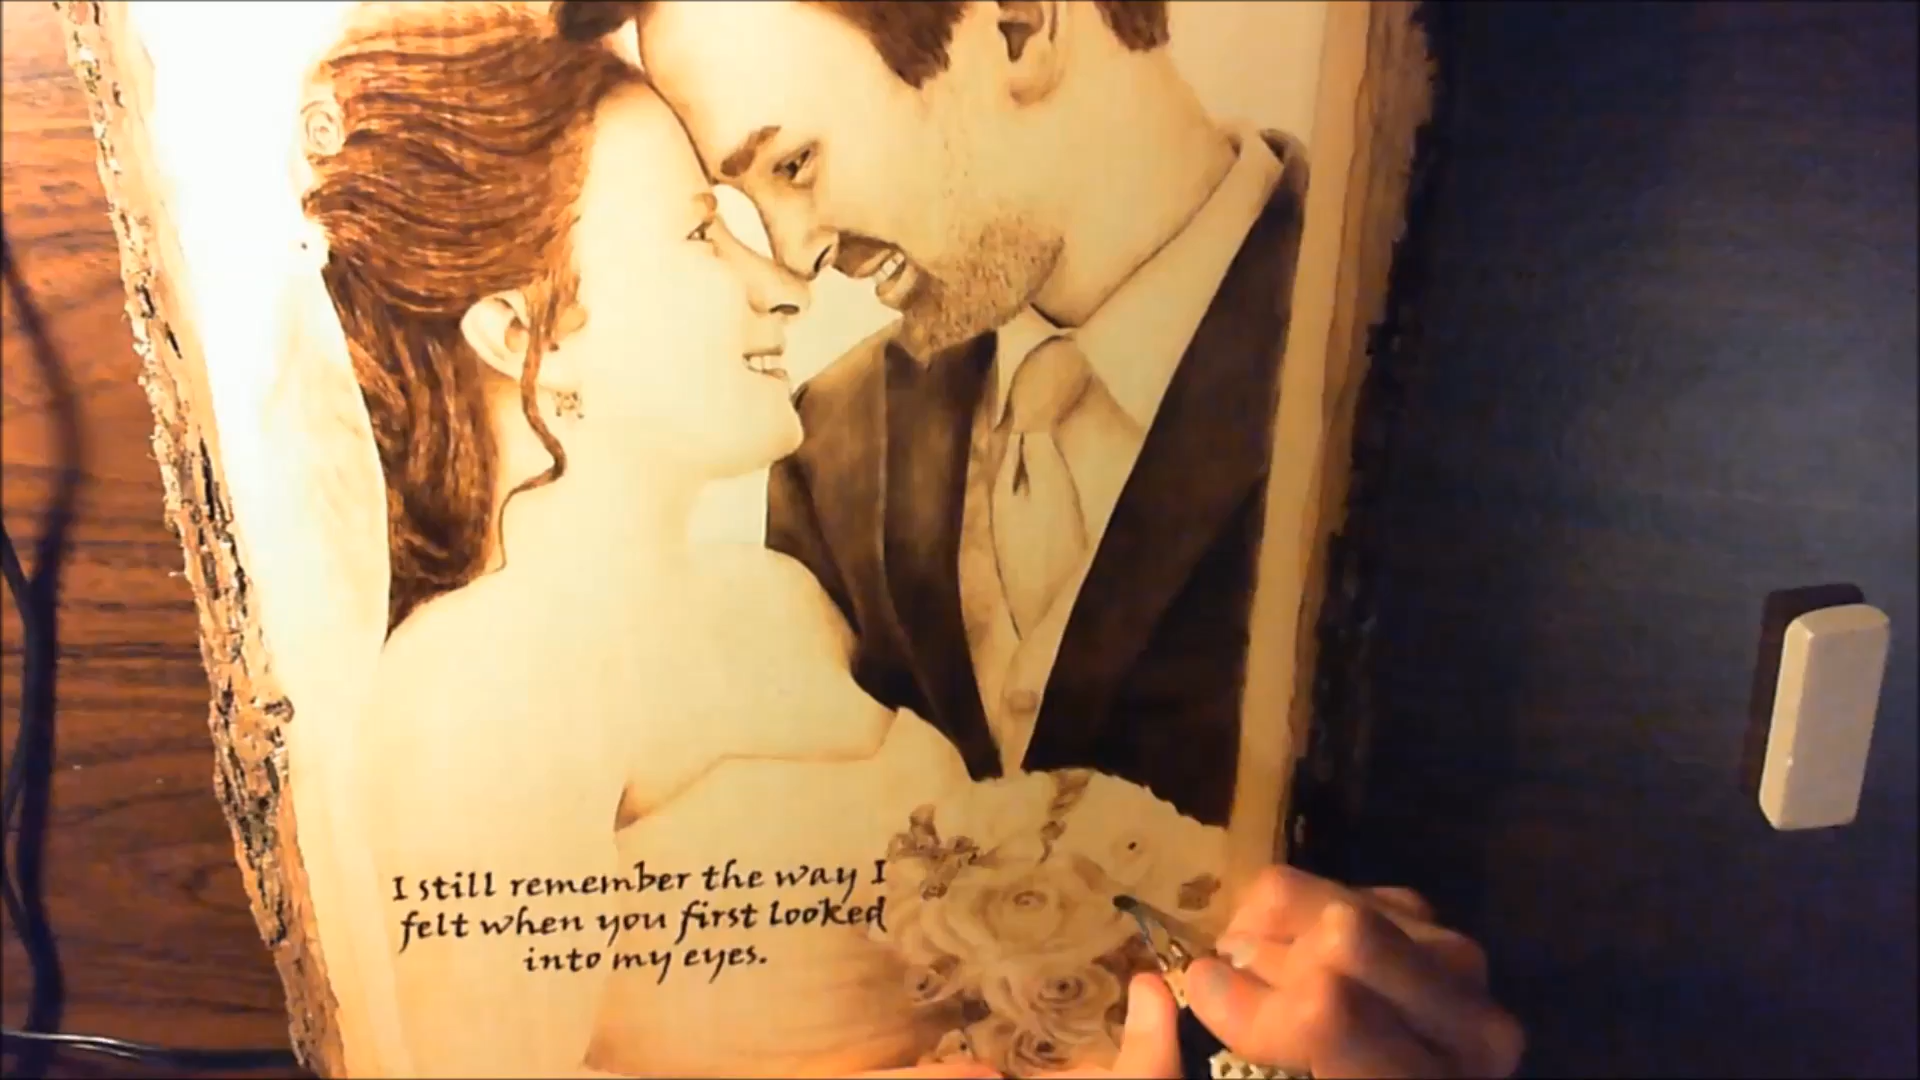 I still remember the way I
felt when you first looked
into my eyes.